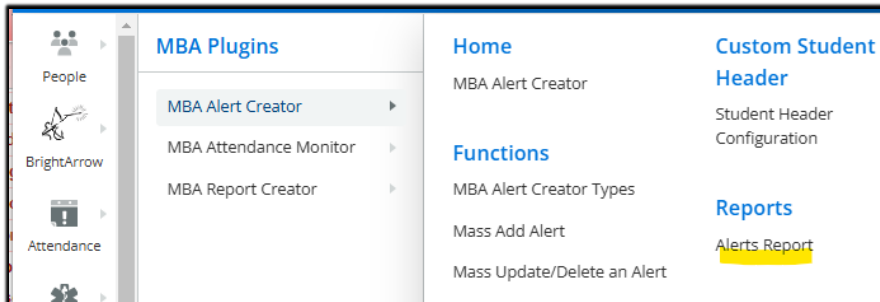 People
BrightArrow
Attendance
MBA Plugins
MBA Alert Creator
MBA Attendance Monitor
MBA Report Creator
Home
MBA Alert Creator
Functions
MBA Alert Creator Types
Mass Add Alert
Mass Update/Delete an Alert
Custom Student
Header
Student Header
Configuration
Reports
Alerts Report